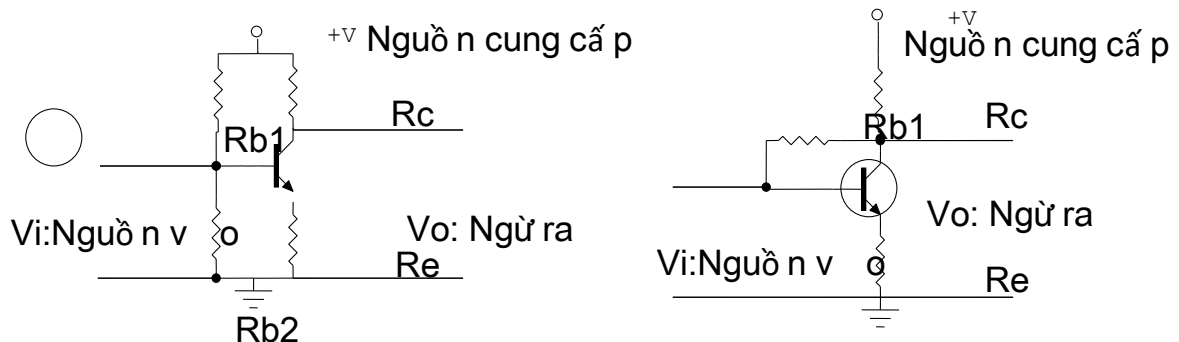 +V Nguồn cung cấp
Rc
Rb1
Vi:Nguồn v o
Vo: Ngừ ra
Re
Rb2
+V
Nguồn cung cấp
Rb1
Rc
Vo: Ngừ ra
Vi:Nguồn v o
Re